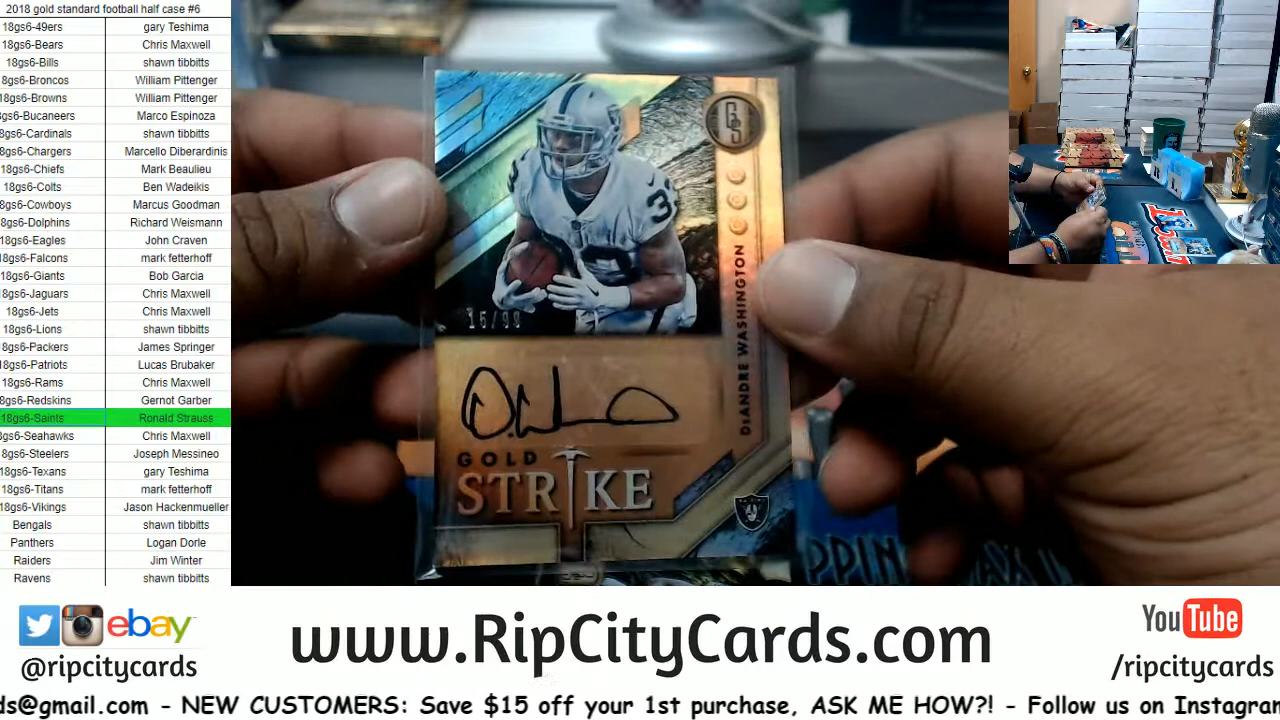 2018 gold standard football half case #6
18gs6-49ers gary Teshima
18gs6-Bears Chris Maxwell
18gs6-Bills shawn tibbitts
8gs6-Broncos William Pittenger
18gs6-Browns William Pittenger
8gs6-Bucaneers Marco Espinoza
8gs6-Cardinals shawn tibbitts
8gs6-Chargers Marcello Diberardinis
18gs6-Chiefs Mark Beaulieu
18gs6-Colts Ben Wadeikis
8gs6-Cowboys Marcus Goodman
8gs6-Dolphins Richard Weismann
18gs6-Eagles John Craven
18gs6-Falcons mark fetterhoff
18gs6-Giants Bob Garcia
8gs6-Jaguars Chris Maxwell
18gs6-Jets Chris Maxwell
18gs6-Lions shawn tibbitts
8gs6-Packers James Springer
8gs6-Patriots Lucas Brubaker
18gs6-Rams Chris Maxwell
8gs6-Redskins Gernot Garber
18gs6-Saints Ronald Strauss
8gs6-Seahawks Chris Maxwell
8gs6-Steelers Joseph Messineo
18gs6-Texans gary Teshima
18gs6-Titans mark fetterhoff
18gs6-Vikings Jason Hackenmueller
Bengals shawn tibbitts
Panthers Logan Dorle
Raiders Jim Winter
Ravens shawn tibbitts
GS
33
15/99
DeANDRE WASHINGTON
D.W
GOLD
STRIKE
RAIDERS
PPIN
ebay
@ripcitycards
www.RipCityCards.com
YouTube
/ripcitycards
ds@gmail.com - NEW CUSTOMERS: Save $15 off your 1st purchase, ASK ME HOW?! - Follow us on Instagran